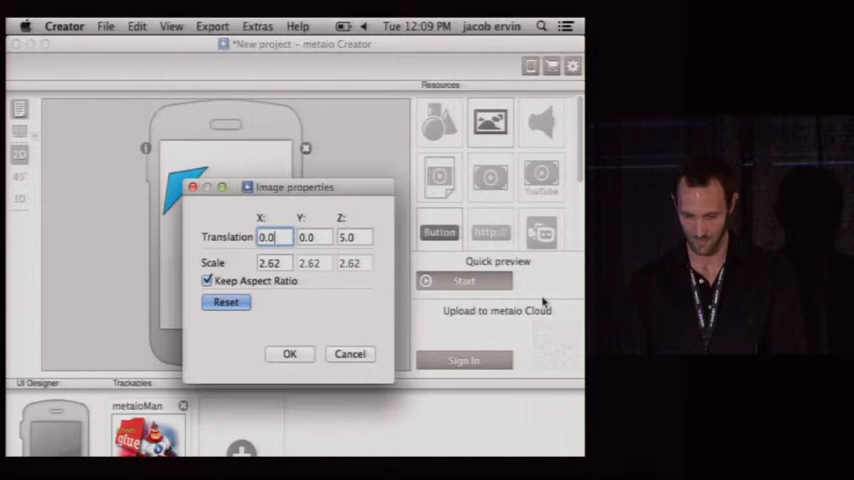 Creator File Edit View Export Extras Tue 12:09 PM jacob ervin
*New project - metaio Creator
Resources
2D
45°
3D
Image properties
X: Y: Z:
Translation 0.0 0.0 5.0
Scale 2.62 2.62 2.62
Keep Aspect Ratio
Reset
OK Cancel
YouTube
Button http://
Quick preview
Start
Upload to metaio Cloud
Sign In
UI Designer Trackables
metaioMan
glue